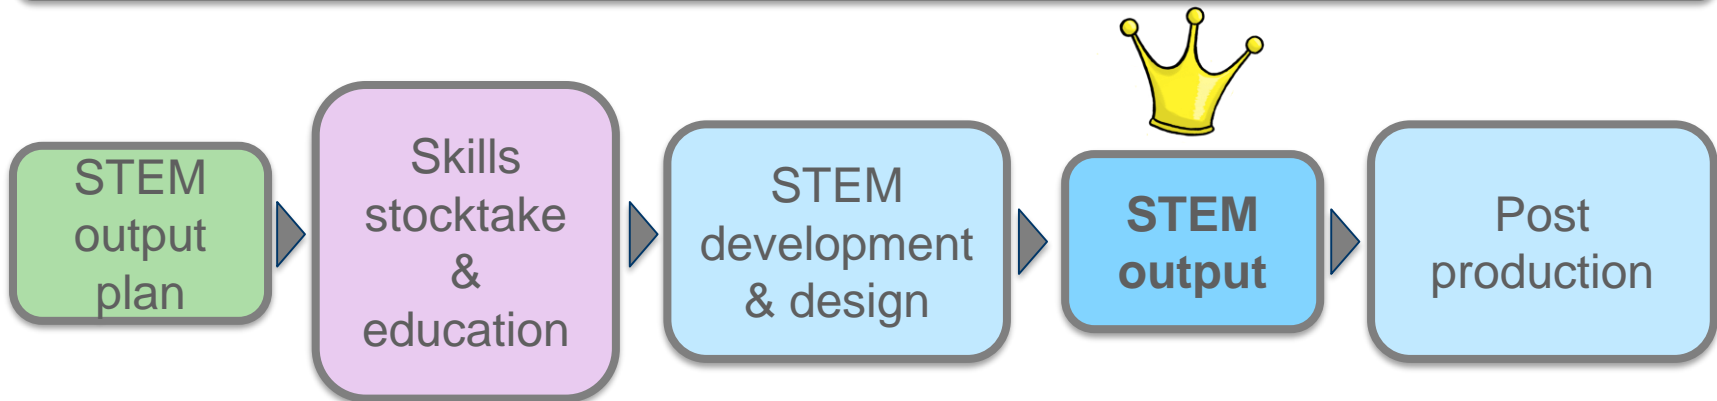 STEM
output
plan
Skills
stocktake
&
education
STEM
development
& design
STEM
output
Post
production